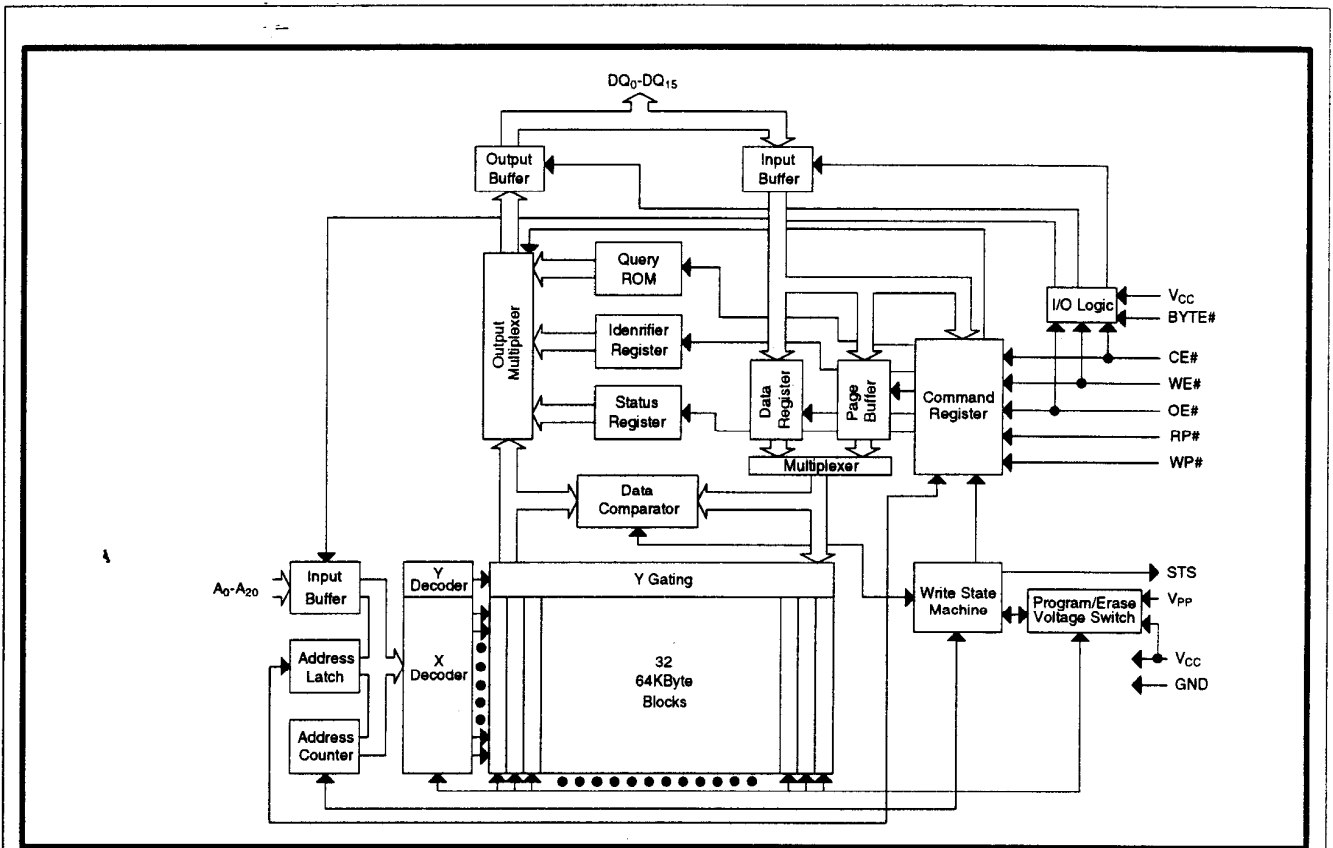 DQ0-DQ15
Output
Buffer
Input
Buffer
Output
Multiplexer
Query
ROM
Idenrifier
Register
Status
Register
Data
Register
Page
Buffer
Multiplexer
Command
Register
I/O Logic
VCC
BYTE#
CE#
WE#
OE#
RP#
WP#
Data
Comparator
A0-A20
Input
Buffer
Address
Latch
Address
Counter
Y
Decoder
X
Decoder
Y Gating
32
64KByte
Blocks
Write State
Machine
Program/Erase
Voltage Switch
STS
VPP
VCC
GND